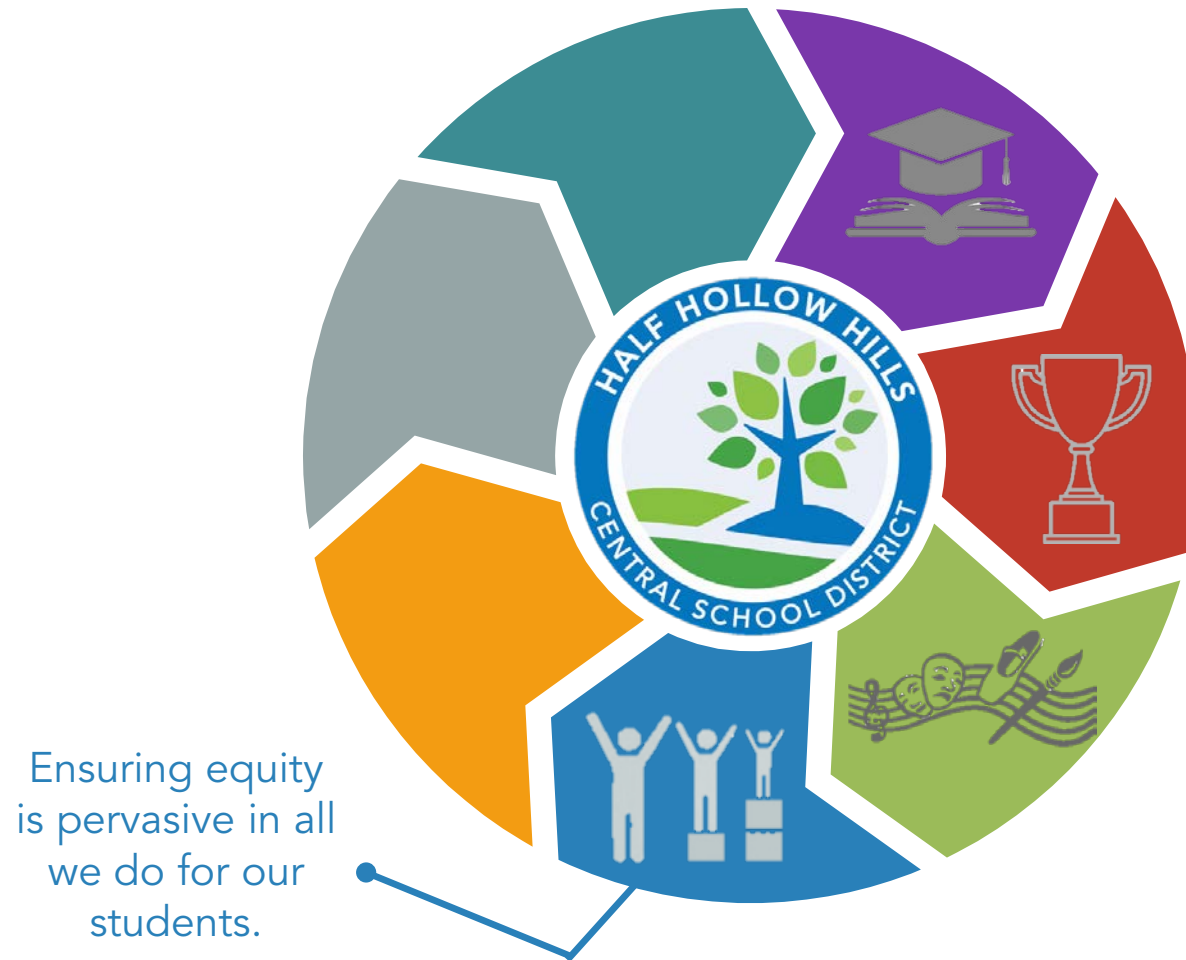 HALF HOLLOW HILLS
CENTRAL SCHOOL DISTRICT
Ensuring equity
is pervasive in all
we do for our
students.